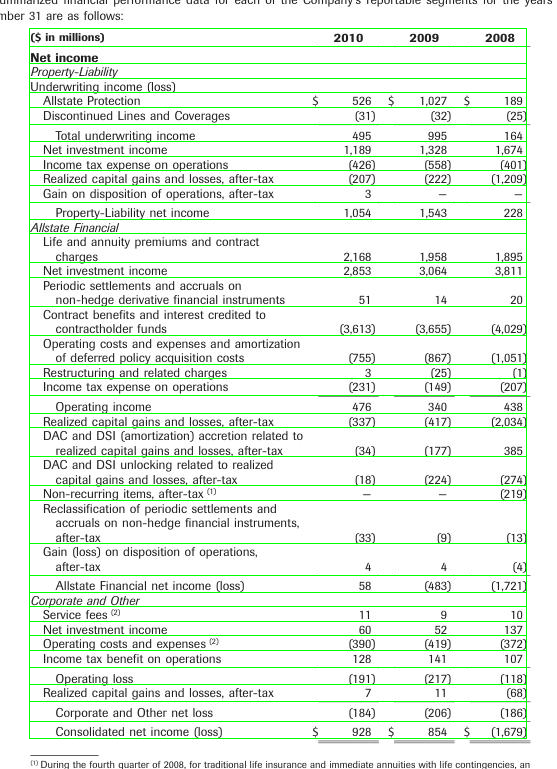 ummarized financial performance data for each of the Company's reportable segments for the years
mber 31 are as follows:
($ in millions) 2010 2009 2008
Net income
Property-Liability
Underwriting income (loss)
Allstate Protection $ 526 $ 1,027 $ 189
Discontinued Lines and Coverages (31) (32) (25)
Total underwriting income 495 995 164
Net investment income 1,189 1,328 1,674
Income tax expense on operations (426) (558) (401)
Realized capital gains and losses, after-tax (207) (222) (1,209)
Gain on disposition of operations, after-tax 3 — —
Property-Liability net income 1,054 1,543 228
Allstate Financial
Life and annuity premiums and contract
charges 2,168 1,958 1,895
Net investment income 2,853 3,064 3,811
Periodic settlements and accruals on
non-hedge derivative financial instruments 51 14 20
Contract benefits and interest credited to
contractholder funds (3,613) (3,655) (4,029)
Operating costs and expenses and amortization
of deferred policy acquisition costs (755) (867) (1,051)
Restructuring and related charges 3 (25) (1)
Income tax expense on operations (231) (149) (207)
Operating income 476 340 438
Realized capital gains and losses, after-tax (337) (417) (2,034)
DAC and DSI (amortization) accretion related to
realized capital gains and losses, after-tax (34) (177) 385
DAC and DSI unlocking related to realized
capital gains and losses, after-tax (18) (224) (274)
Non-recurring items, after-tax (1) — — (219)
Reclassification of periodic settlements and
accruals on non-hedge financial instruments,
after-tax (33) (9) (13)
Gain (loss) on disposition of operations,
after-tax 4 4 (4)
Allstate Financial net income (loss) 58 (483) (1,721)
Corporate and Other
Service fees (2) 11 9 10
Net investment income 60 52 137
Operating costs and expenses (2) (390) (419) (372)
Income tax benefit on operations 128 141 107
Operating loss (191) (217) (118)
Realized capital gains and losses, after-tax 7 11 (68)
Corporate and Other net loss (184) (206) (186)
Consolidated net income (loss) $ 928 $ 854 $ (1,679)
(1) During the fourth quarter of 2008, for traditional life insurance and immediate annuities with life contingencies, an